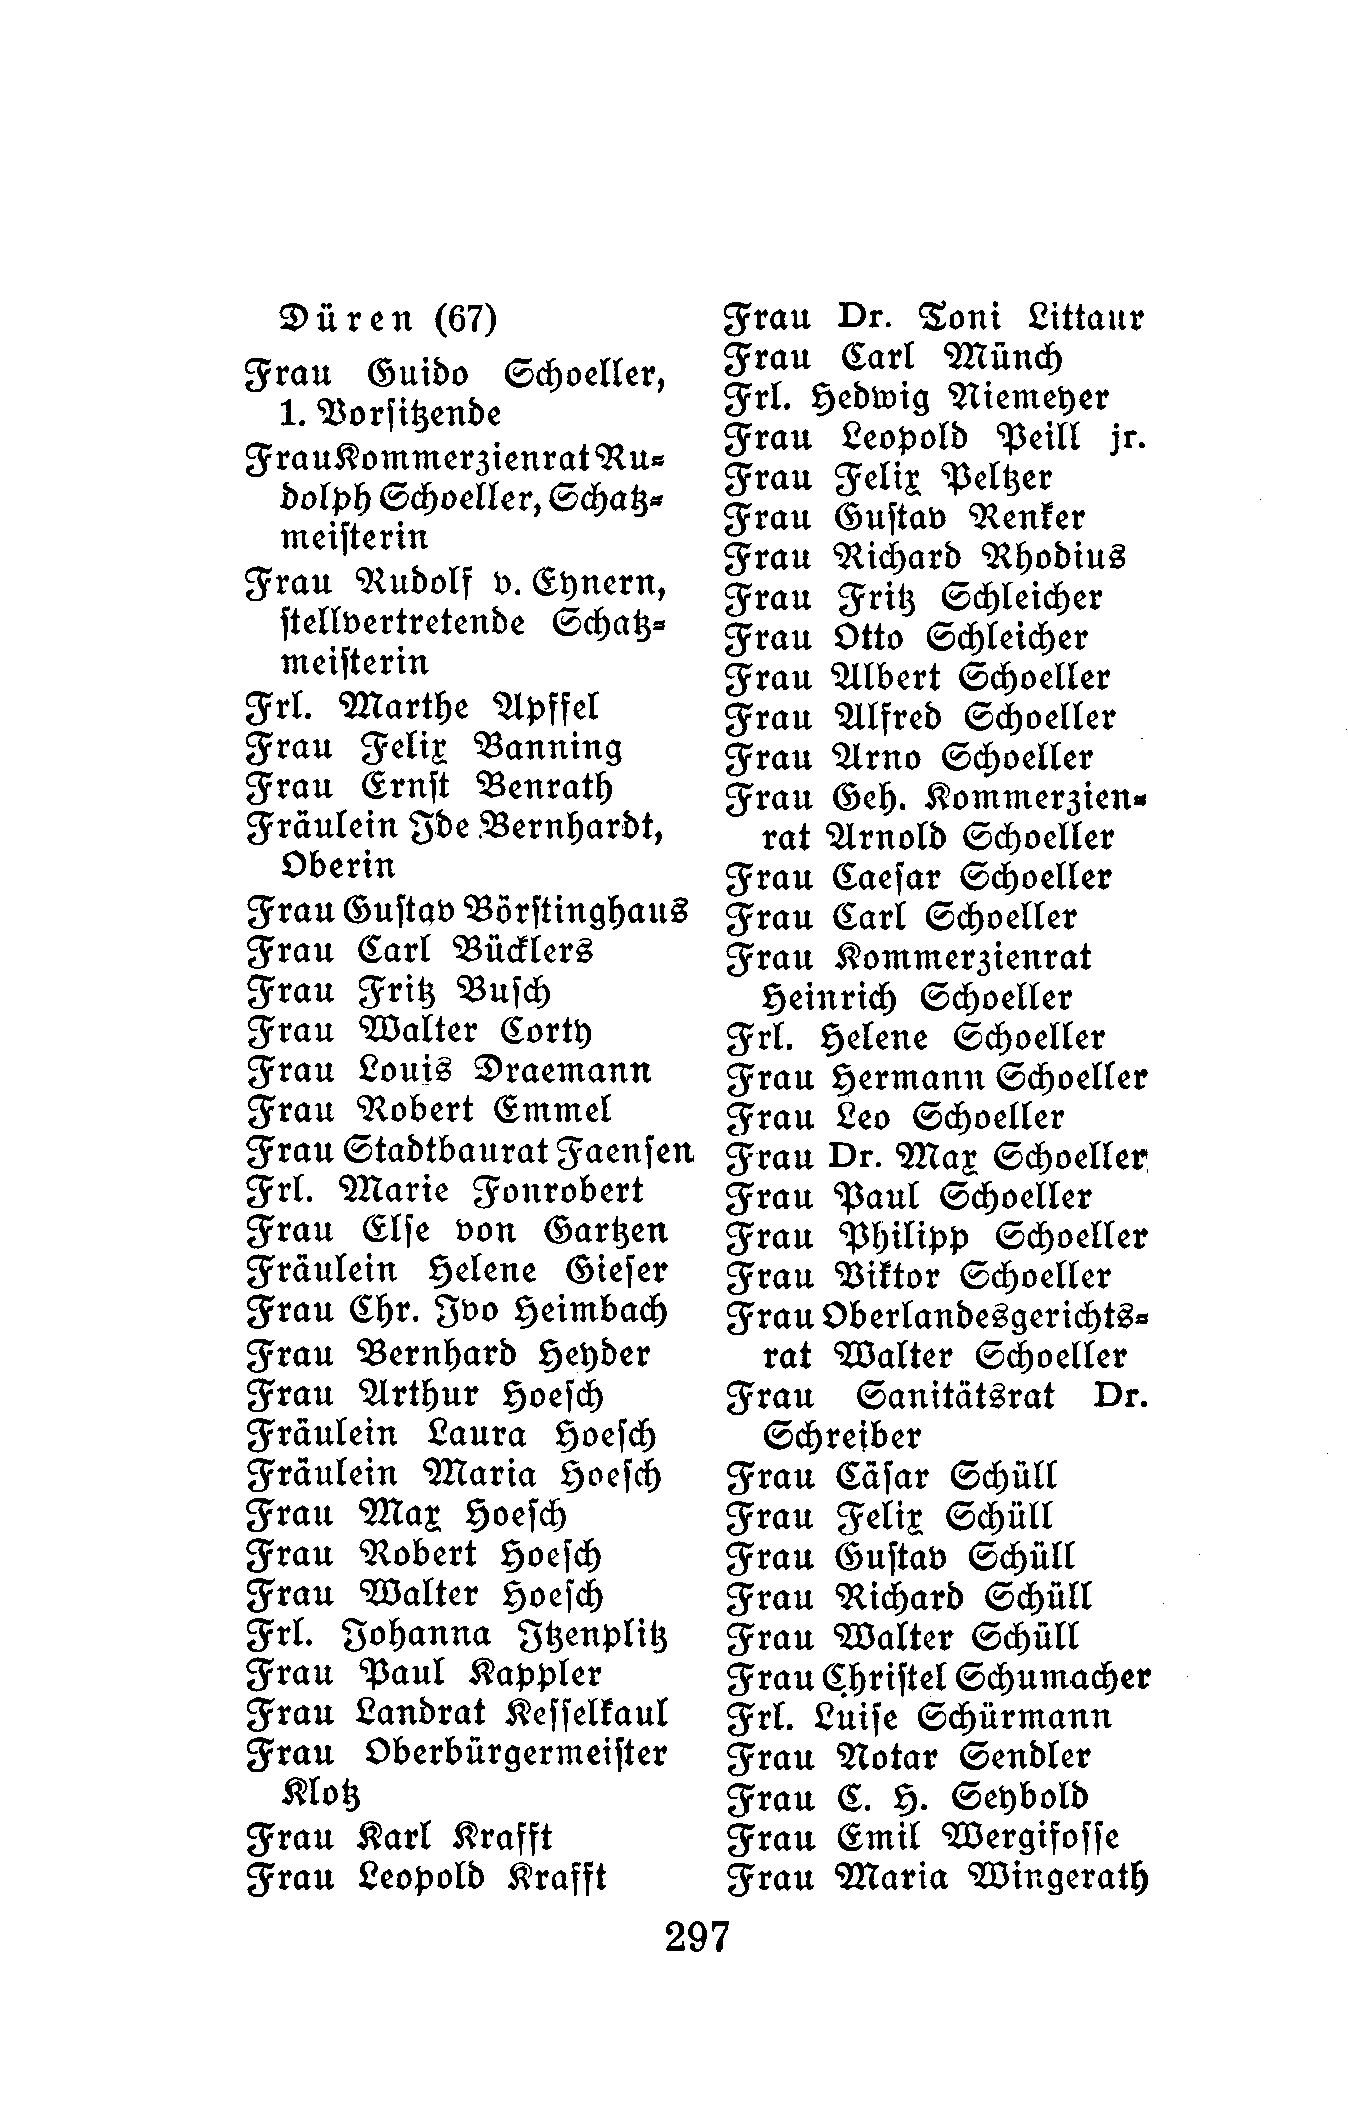 Düren (67)
Frau Guido Schoeller,
1. Vorsitzende
Frau Kommerzienrat Ru-
dolph Schoeller, Schatz-
meisterin
Frau Rudolf v. Eynern,
stellvertretende Schatz-
meisterin
Frl. Marthe Apffel
Frau Felix Banning
Frau Ernst Benrath
Fräulein Ide Bernhardt,
Oberin
Frau Gustav Börstinghaus
Frau Carl Bücklers
Frau Fritz Busch
Frau Walter Corty
Frau Louis Draemann
Frau Robert Emmel
Frau Stadtbaurat Faensen
Frl. Marie Fonrobert
Frau Else von Gartzen
Fräulein Helene Gieser
Frau Chr. Ivo Heimbach
Frau Bernhard Heyder
Frau Arthur Hoesch
Fräulein Laura Hoesch
Fräulein Maria Hoesch
Frau Max Hoesch
Frau Robert Hoesch
Frau Walter Hoesch
Frl. Johanna Itzenplitz
Frau Paul Kappler
Frau Landrat Kesselkaul
Frau Oberbürgermeister
Klotz
Frau Karl Krafft
Frau Leopold Krafft
Frau Dr. Toni Littaur
Frau Carl Münch
Frl. Hedwig Niemeyer
Frau Leopold Peill jr.
Frau Felix Peltzer
Frau Gustav Renker
Frau Richard Rhodius
Frau Fritz Schleicher
Frau Otto Schleicher
Frau Albert Schoeller
Frau Alfred Schoeller
Frau Arno Schoeller
Frau Geh. Kommerzien-
rat Arnold Schoeller
Frau Caesar Schoeller
Frau Carl Schoeller
Frau Kommerzienrat
Heinrich Schoeller
Frl. Helene Schoeller
Frau Hermann Schoeller
Frau Leo Schoeller
Frau Dr. Max Schoeller
Frau Paul Schoeller
Frau Philipp Schoeller
Frau Viktor Schoeller
Frau Oberlandesgerichts-
rat Walter Schoeller
Frau Sanitätsrat Dr.
Schreiber
Frau Cäsar Schüll
Frau Felix Schüll
Frau Gustav Schüll
Frau Richard Schüll
Frau Walter Schüll
Frau Christel Schumacher
Frl. Luise Schürmann
Frau Notar Sendler
Frau C. H. Seybold
Frau Emil Wergifosse
Frau Maria Wingerath
297